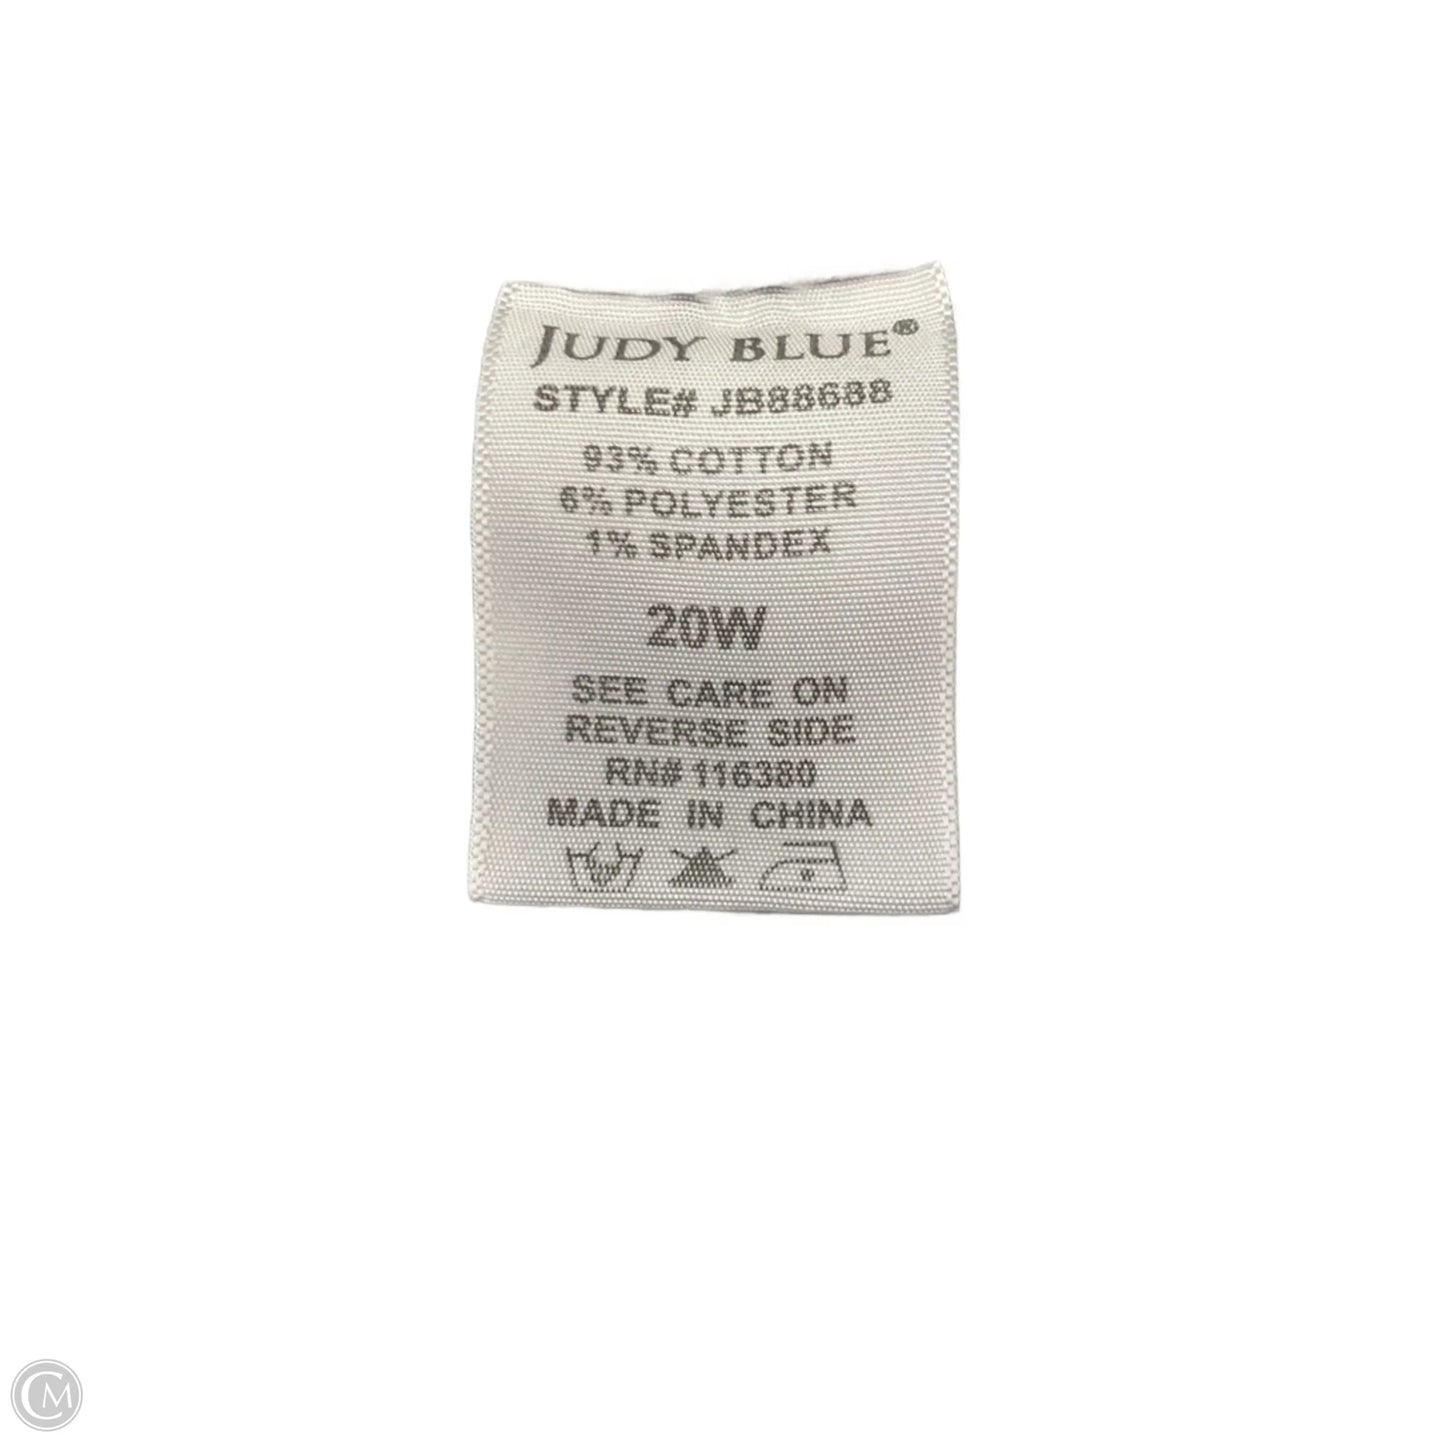 JUDY BLUE®
STYLE# JB88688
93% COTTON
6% POLYESTER
1% SPANDEX
20W
SEE CARE ON
REVERSE SIDE
RN# 116380
MADE IN CHINA
CM